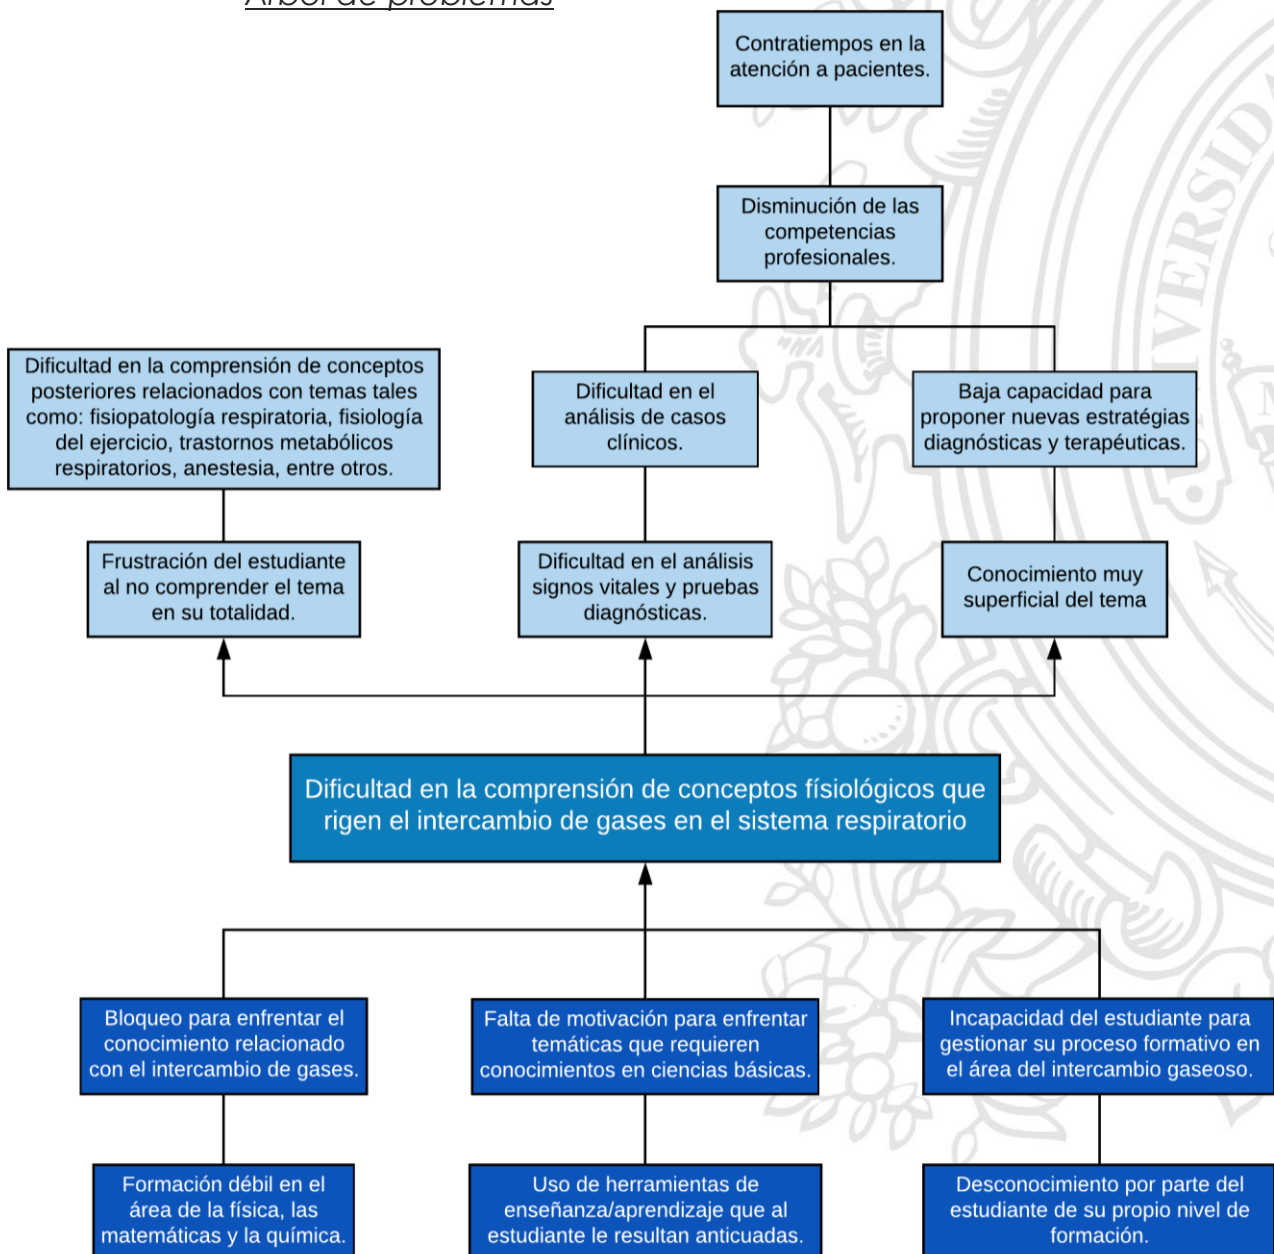 Árbol de problemas
Contratiempos en la
atención a pacientes.
Disminución de las
competencias
profesionales.
Dificultad en la comprensión de conceptos
posteriores relacionados con temas tales
como: fisiopatología respiratoria, fisiología
del ejercicio, trastornos metabólicos
respiratorios, anestesia, entre otros.
Dificultad en el
análisis de casos
clínicos.
Baja capacidad para
proponer nuevas estratégias
diagnósticas y terapéuticas.
Frustración del estudiante
al no comprender el tema
en su totalidad.
Dificultad en el análisis
signos vitales y pruebas
diagnósticas.
Conocimiento muy
superficial del tema
Dificultad en la comprensión de conceptos físiológicos que
rigen el intercambio de gases en el sistema respiratorio
Bloqueo para enfrentar el
conocimiento relacionado
con el intercambio de gases.
Falta de motivación para enfrentar
temáticas que requieren
conocimientos en ciencias básicas.
Incapacidad del estudiante para
gestionar su proceso formativo en
el área del intercambio gaseoso.
Formación débil en el
área de la física, las
matemáticas y la química.
Uso de herramientas de
enseñanza/aprendizaje que al
estudiante le resultan anticuadas.
Desconocimiento por parte del
estudiante de su propio nivel de
formación.